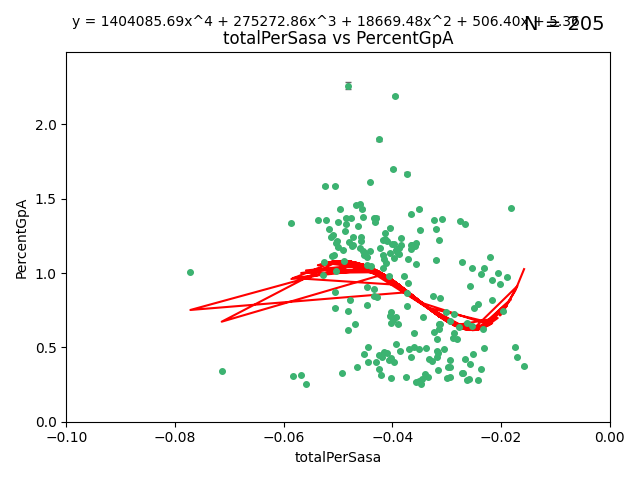 y = 1404085.69x^4 + 275272.86x^3 + 18669.48x^2 + 506.40x + 5.36
N = 205
totalPerSasa vs PercentGpA
PercentGpA
2.0
1.5
1.0
0.5
0.0
−0.10 −0.08 −0.06 −0.04 −0.02 0.00
totalPerSasa